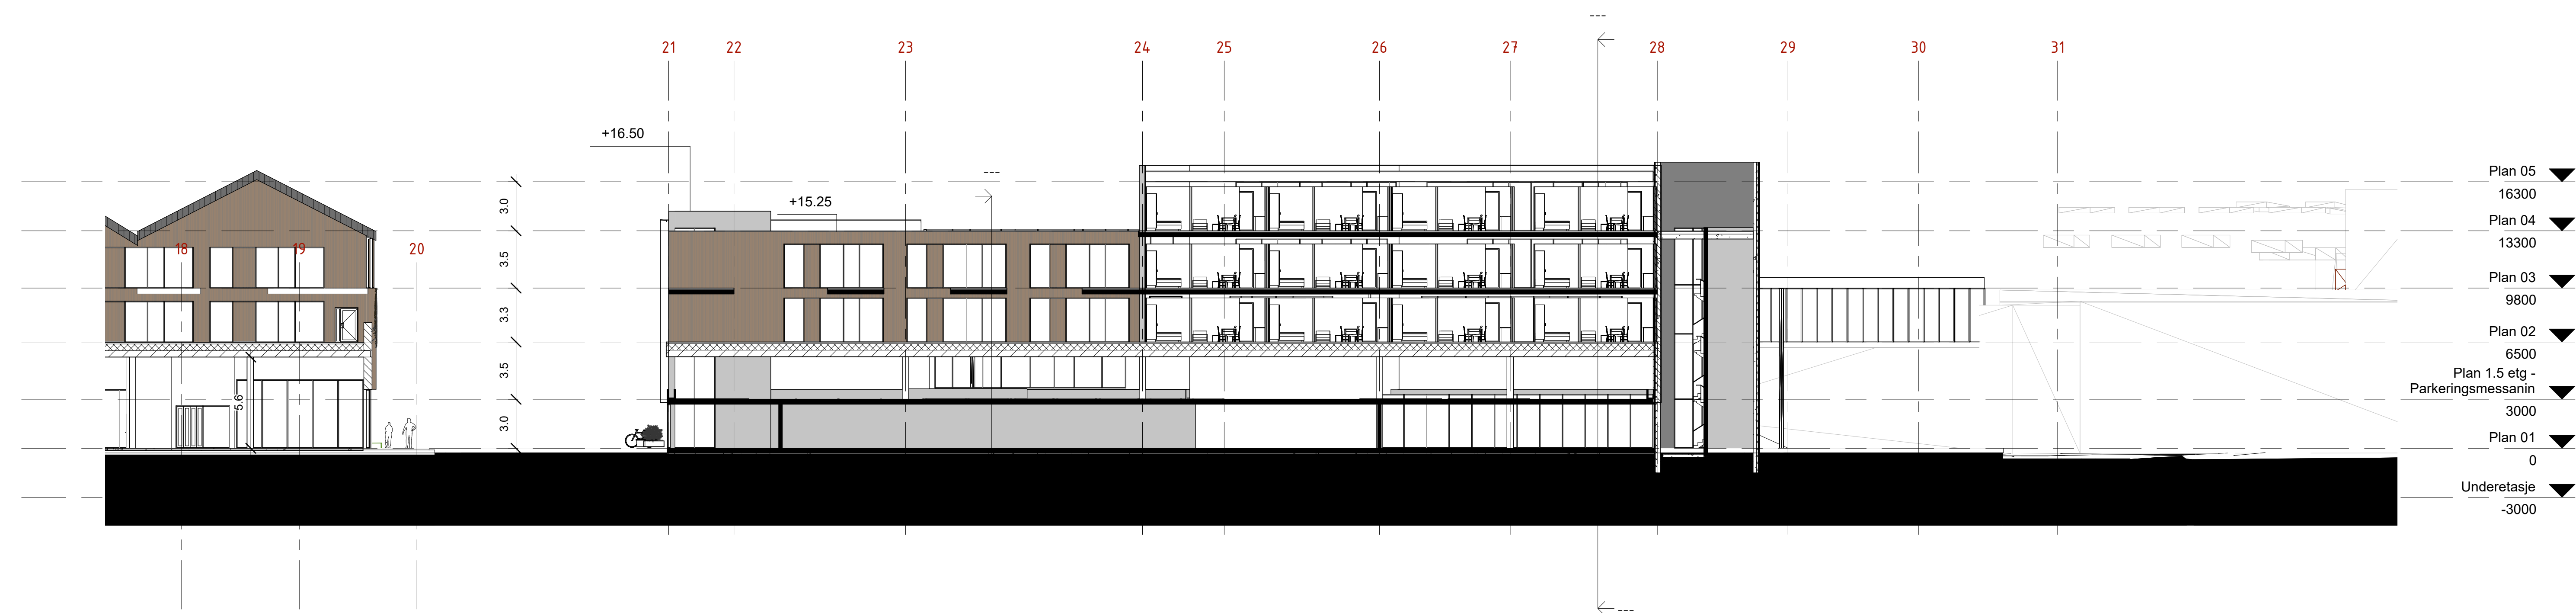 ---
21 22 23 24 25 26 27 28 29 30 31
+16.50
---
Plan 05
16300
+15.25
3.0
Plan 04
13300
18 19 20
3.5
Plan 03
9800
3.3
Plan 02
6500
3.5
Plan 1.5 etg -
Parkeringsmessanin
3000
5.6
3.0
Plan 01
0
Underetasje
-3000
---